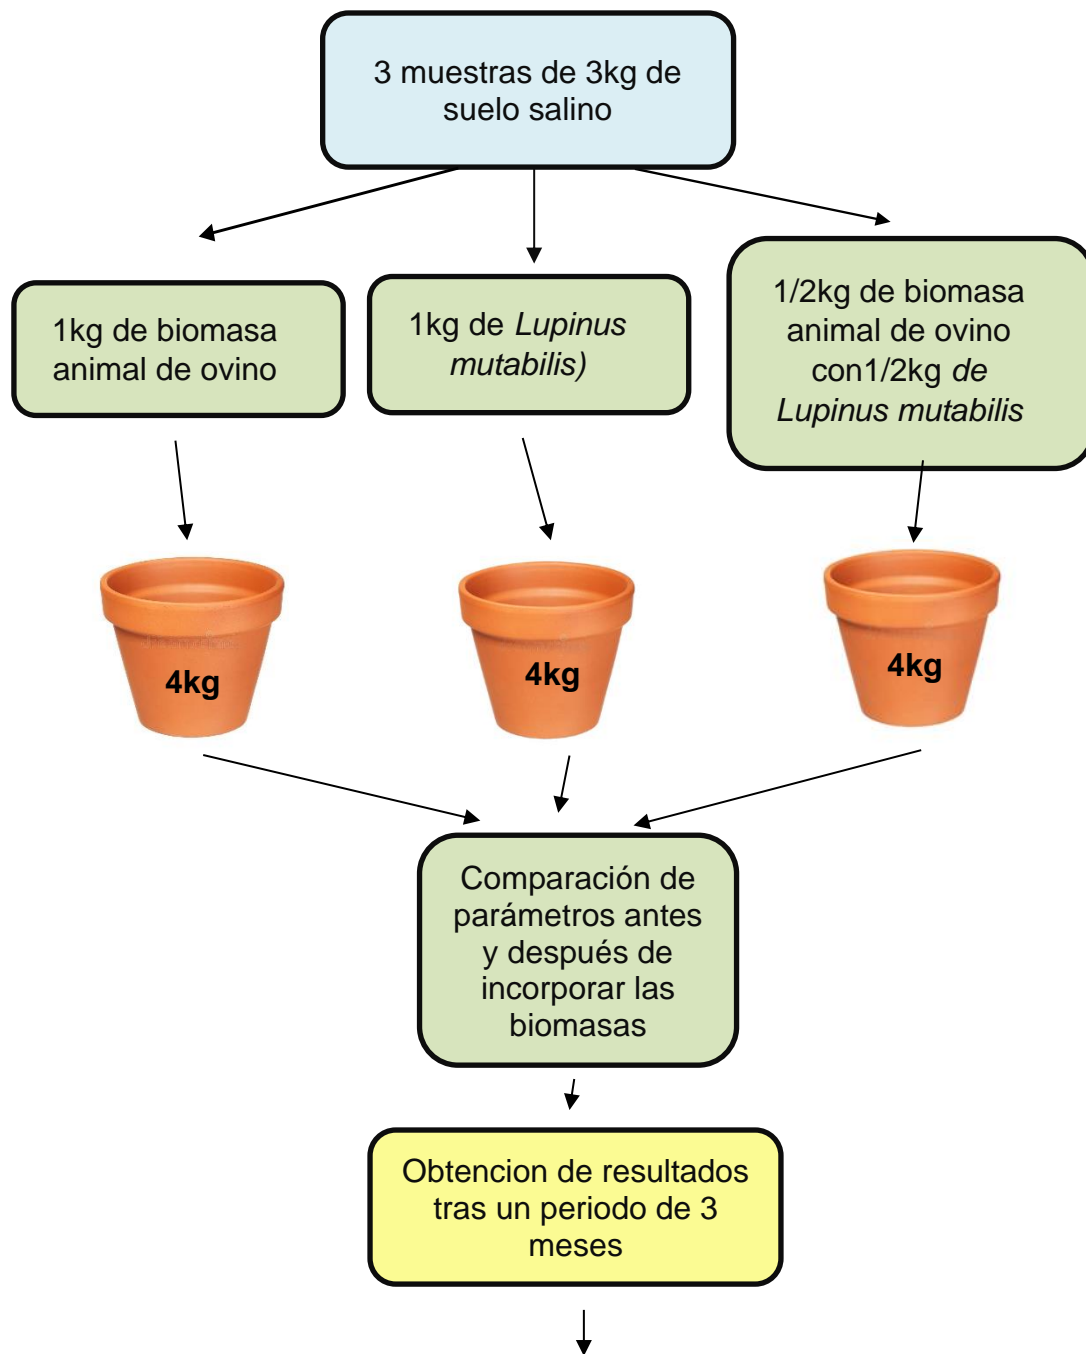 3 muestras de 3kg de
suelo salino
1kg de biomasa
animal de ovino
1kg de Lupinus
mutabilis)
1/2kg de biomasa
animal de ovino
con1/2kg de
Lupinus mutabilis
4kg
4kg
4kg
Comparación de
parámetros antes
y después de
incorporar las
biomasas
Obtencion de resultados
tras un periodo de 3
meses